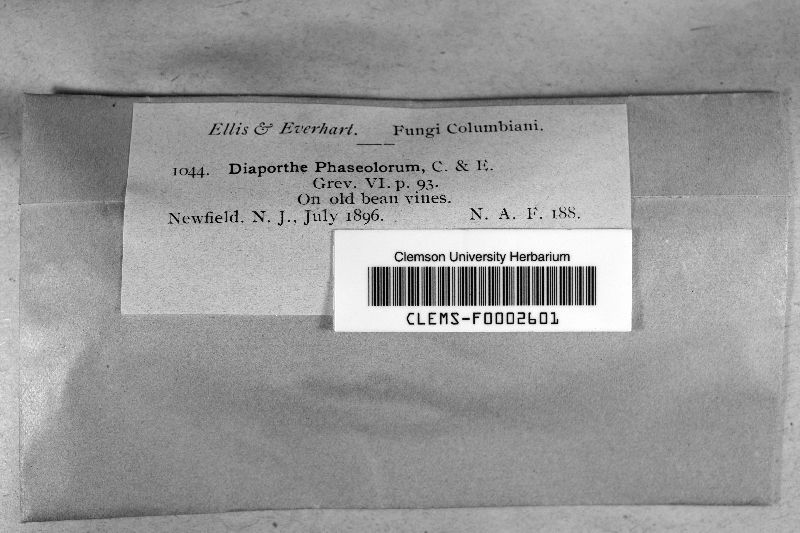 Ellis & Everhart. Fungi Columbiani.
1044. Diaporthe Phaseolorum, C. & E.
Grev. VI. p. 93.
On old bean vines.
Newfield, N. J., July 1896. N. A. F. 188.
Clemson University Herbarium
CLEMS-F0002601